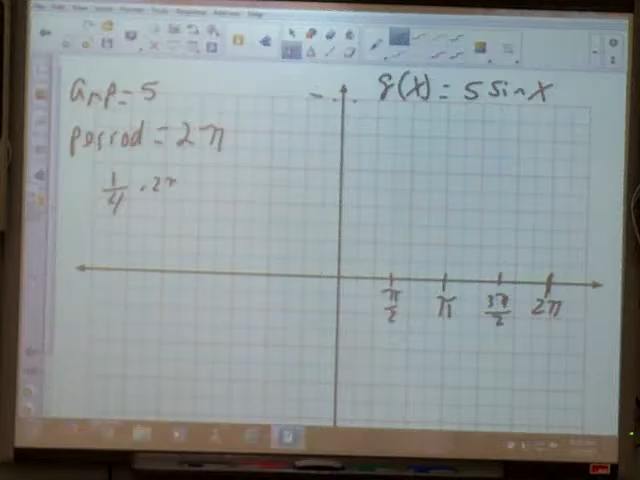 amp = 5
g(x) = 5 sin x
period = 2π
1/4 · 2π
π/2 π 3π/2 2π